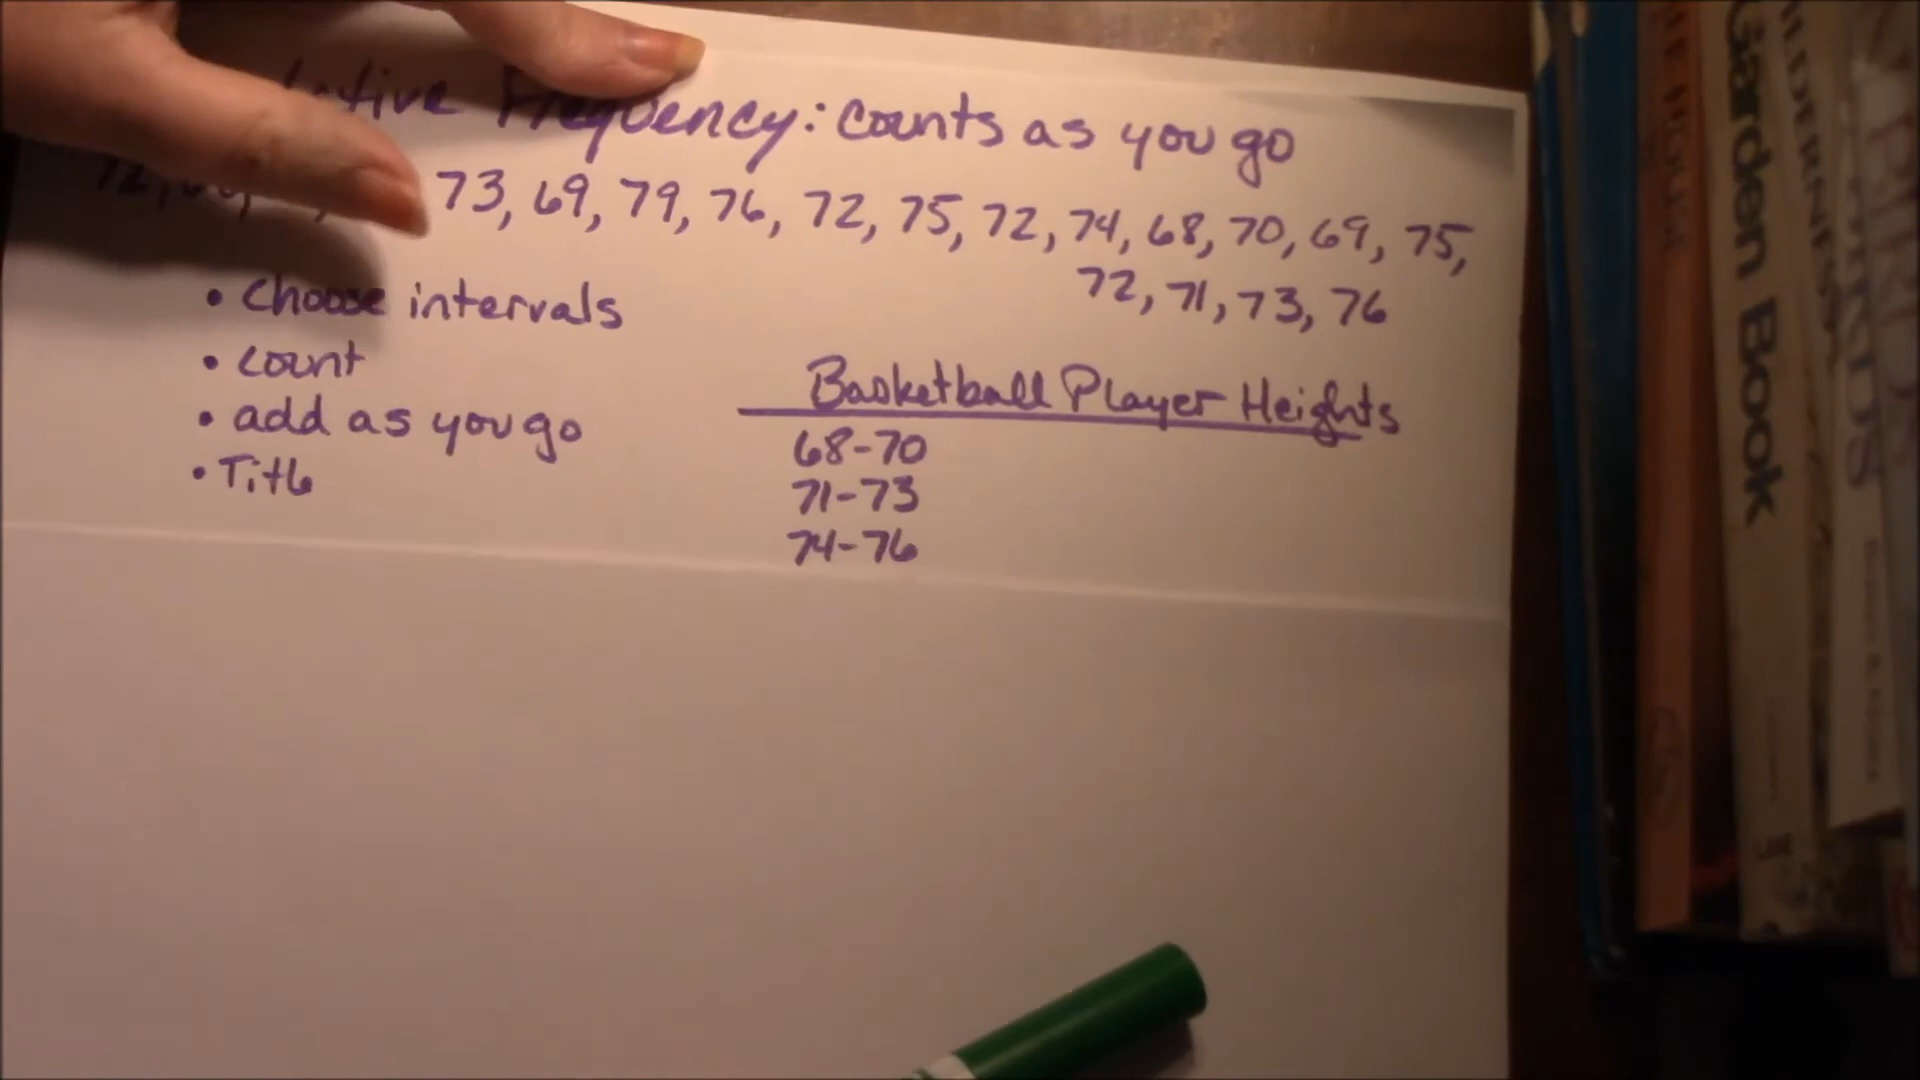 Frequency: counts as you go
72, 73, 69, 79, 76, 72, 75, 72, 74, 68, 70, 69, 75,
72, 71, 73, 76
• Choose intervals
• count
• add as you go
• Title
Basketball Player Heights
68-70
71-73
74-76
Garden Book